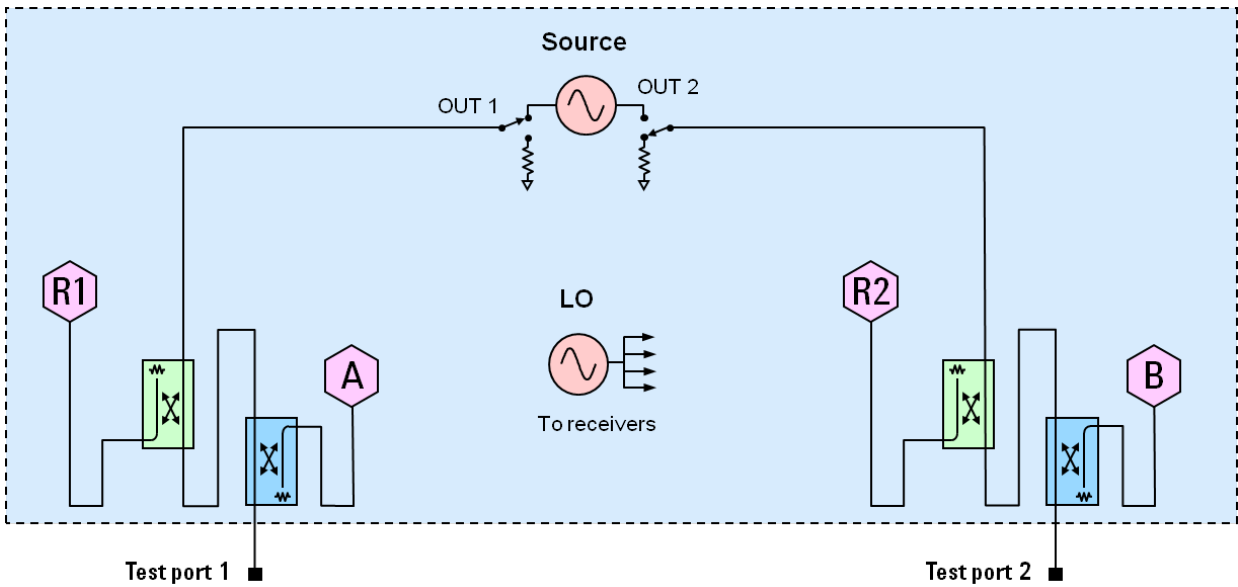 Source
OUT 1
OUT 2
R1
A
LO
To receivers
R2
B
Test port 1
Test port 2